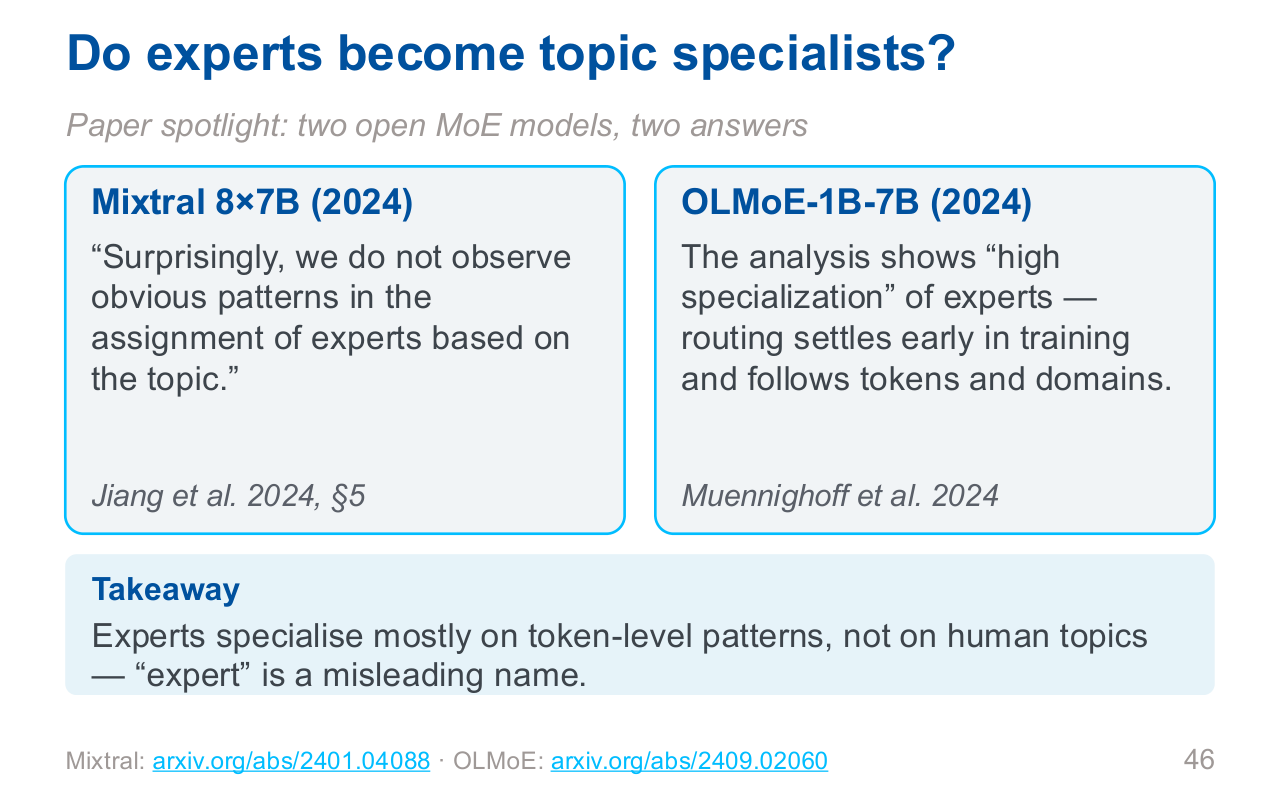 Do experts become topic specialists?
Paper spotlight: two open MoE models, two answers
Mixtral 8×7B (2024)
“Surprisingly, we do not observe
obvious patterns in the
assignment of experts based on
the topic.”
Jiang et al. 2024, §5
OLMoE-1B-7B (2024)
The analysis shows “high
specialization” of experts —
routing settles early in training
and follows tokens and domains.
Muennighoff et al. 2024
Takeaway
Experts specialise mostly on token-level patterns, not on human topics
— “expert” is a misleading name.
Mixtral: arxiv.org/abs/2401.04088 · OLMoE: arxiv.org/abs/2409.02060
46